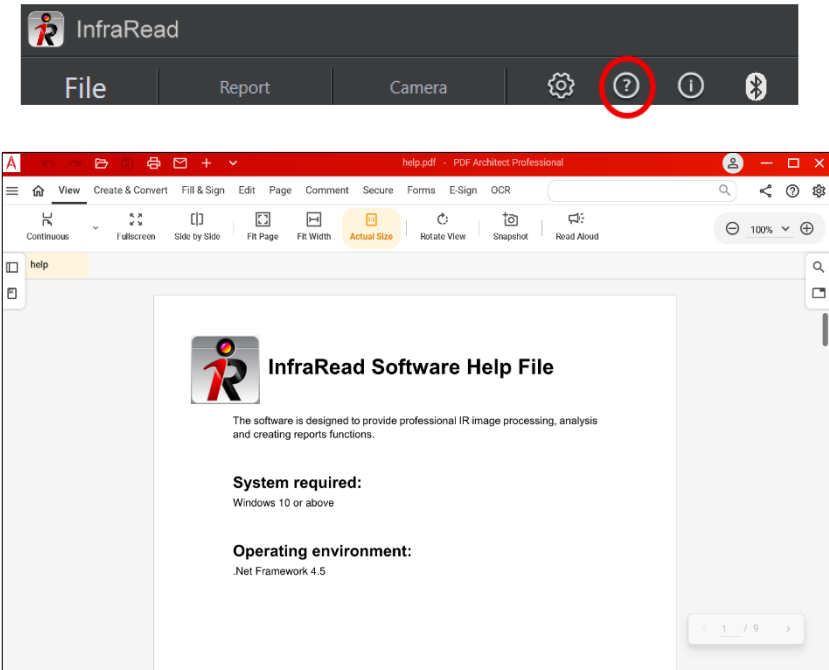 InfraRead
File Report Camera
help.pdf - PDF Architect Professional
View Create & Convert Fill & Sign Edit Page Comment Secure Forms E-Sign OCR
Continuous Fullscreen Side by Side Fit Page Fit Width Actual Size Rotate View Snapshot Read Aloud 100%
help
InfraRead Software Help File
The software is designed to provide professional IR image processing, analysis
and creating reports functions.
System required:
Windows 10 or above
Operating environment:
.Net Framework 4.5
1 / 9